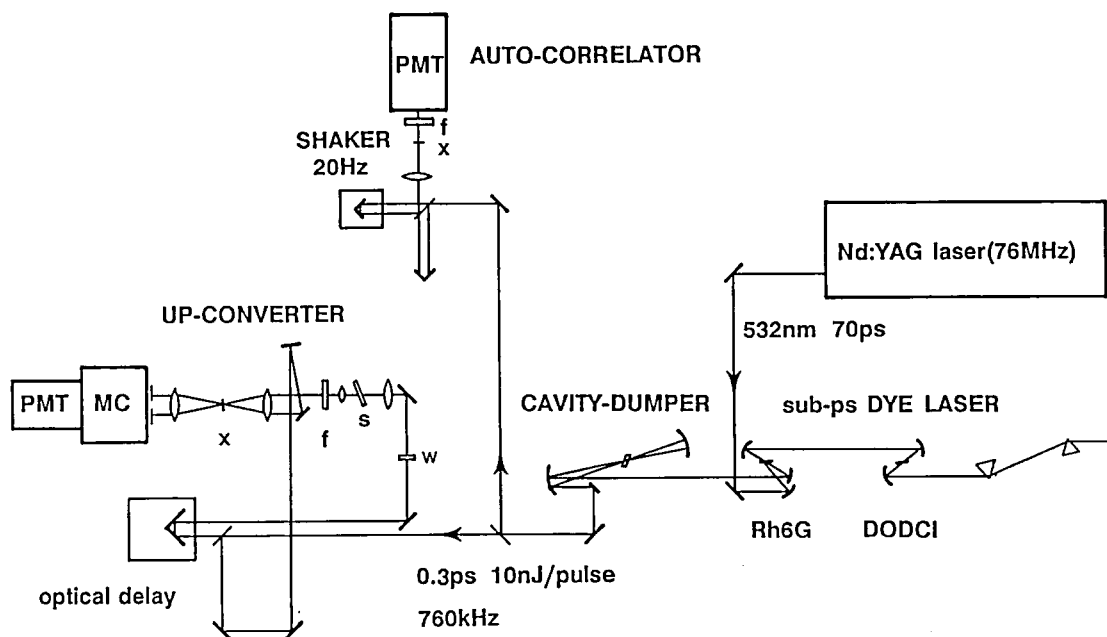 PMT
AUTO-CORRELATOR
f
x
SHAKER
20Hz
Nd:YAG laser(76MHz)
532nm 70ps
UP-CONVERTER
PMT
MC
x
f
s
w
CAVITY-DUMPER
sub-ps DYE LASER
Rh6G
DODCI
optical delay
0.3ps 10nJ/pulse
760kHz